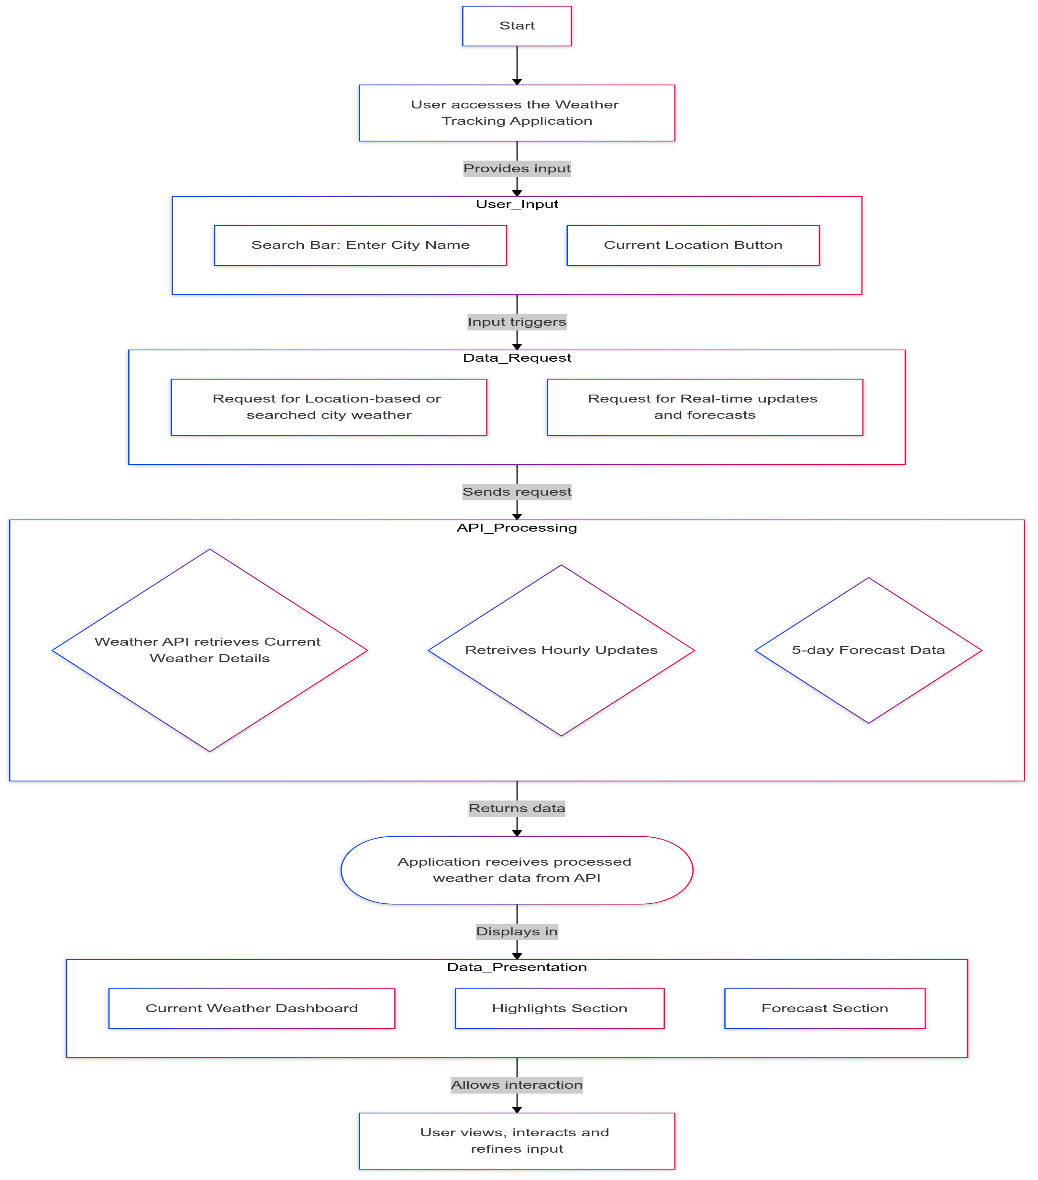 Start
User accesses the Weather
Tracking Application
Provides input
User_Input
Search Bar: Enter City Name
Current Location Button
Input triggers
Data_Request
Request for Location-based or
searched city weather
Request for Real-time updates
and forecasts
Sends request
API_Processing
Weather API retrieves Current
Weather Details
Retreives Hourly Updates
5-day Forecast Data
Returns data
Application receives processed
weather data from API
Displays in
Data_Presentation
Current Weather Dashboard
Highlights Section
Forecast Section
Allows interaction
User views, interacts and
refines input